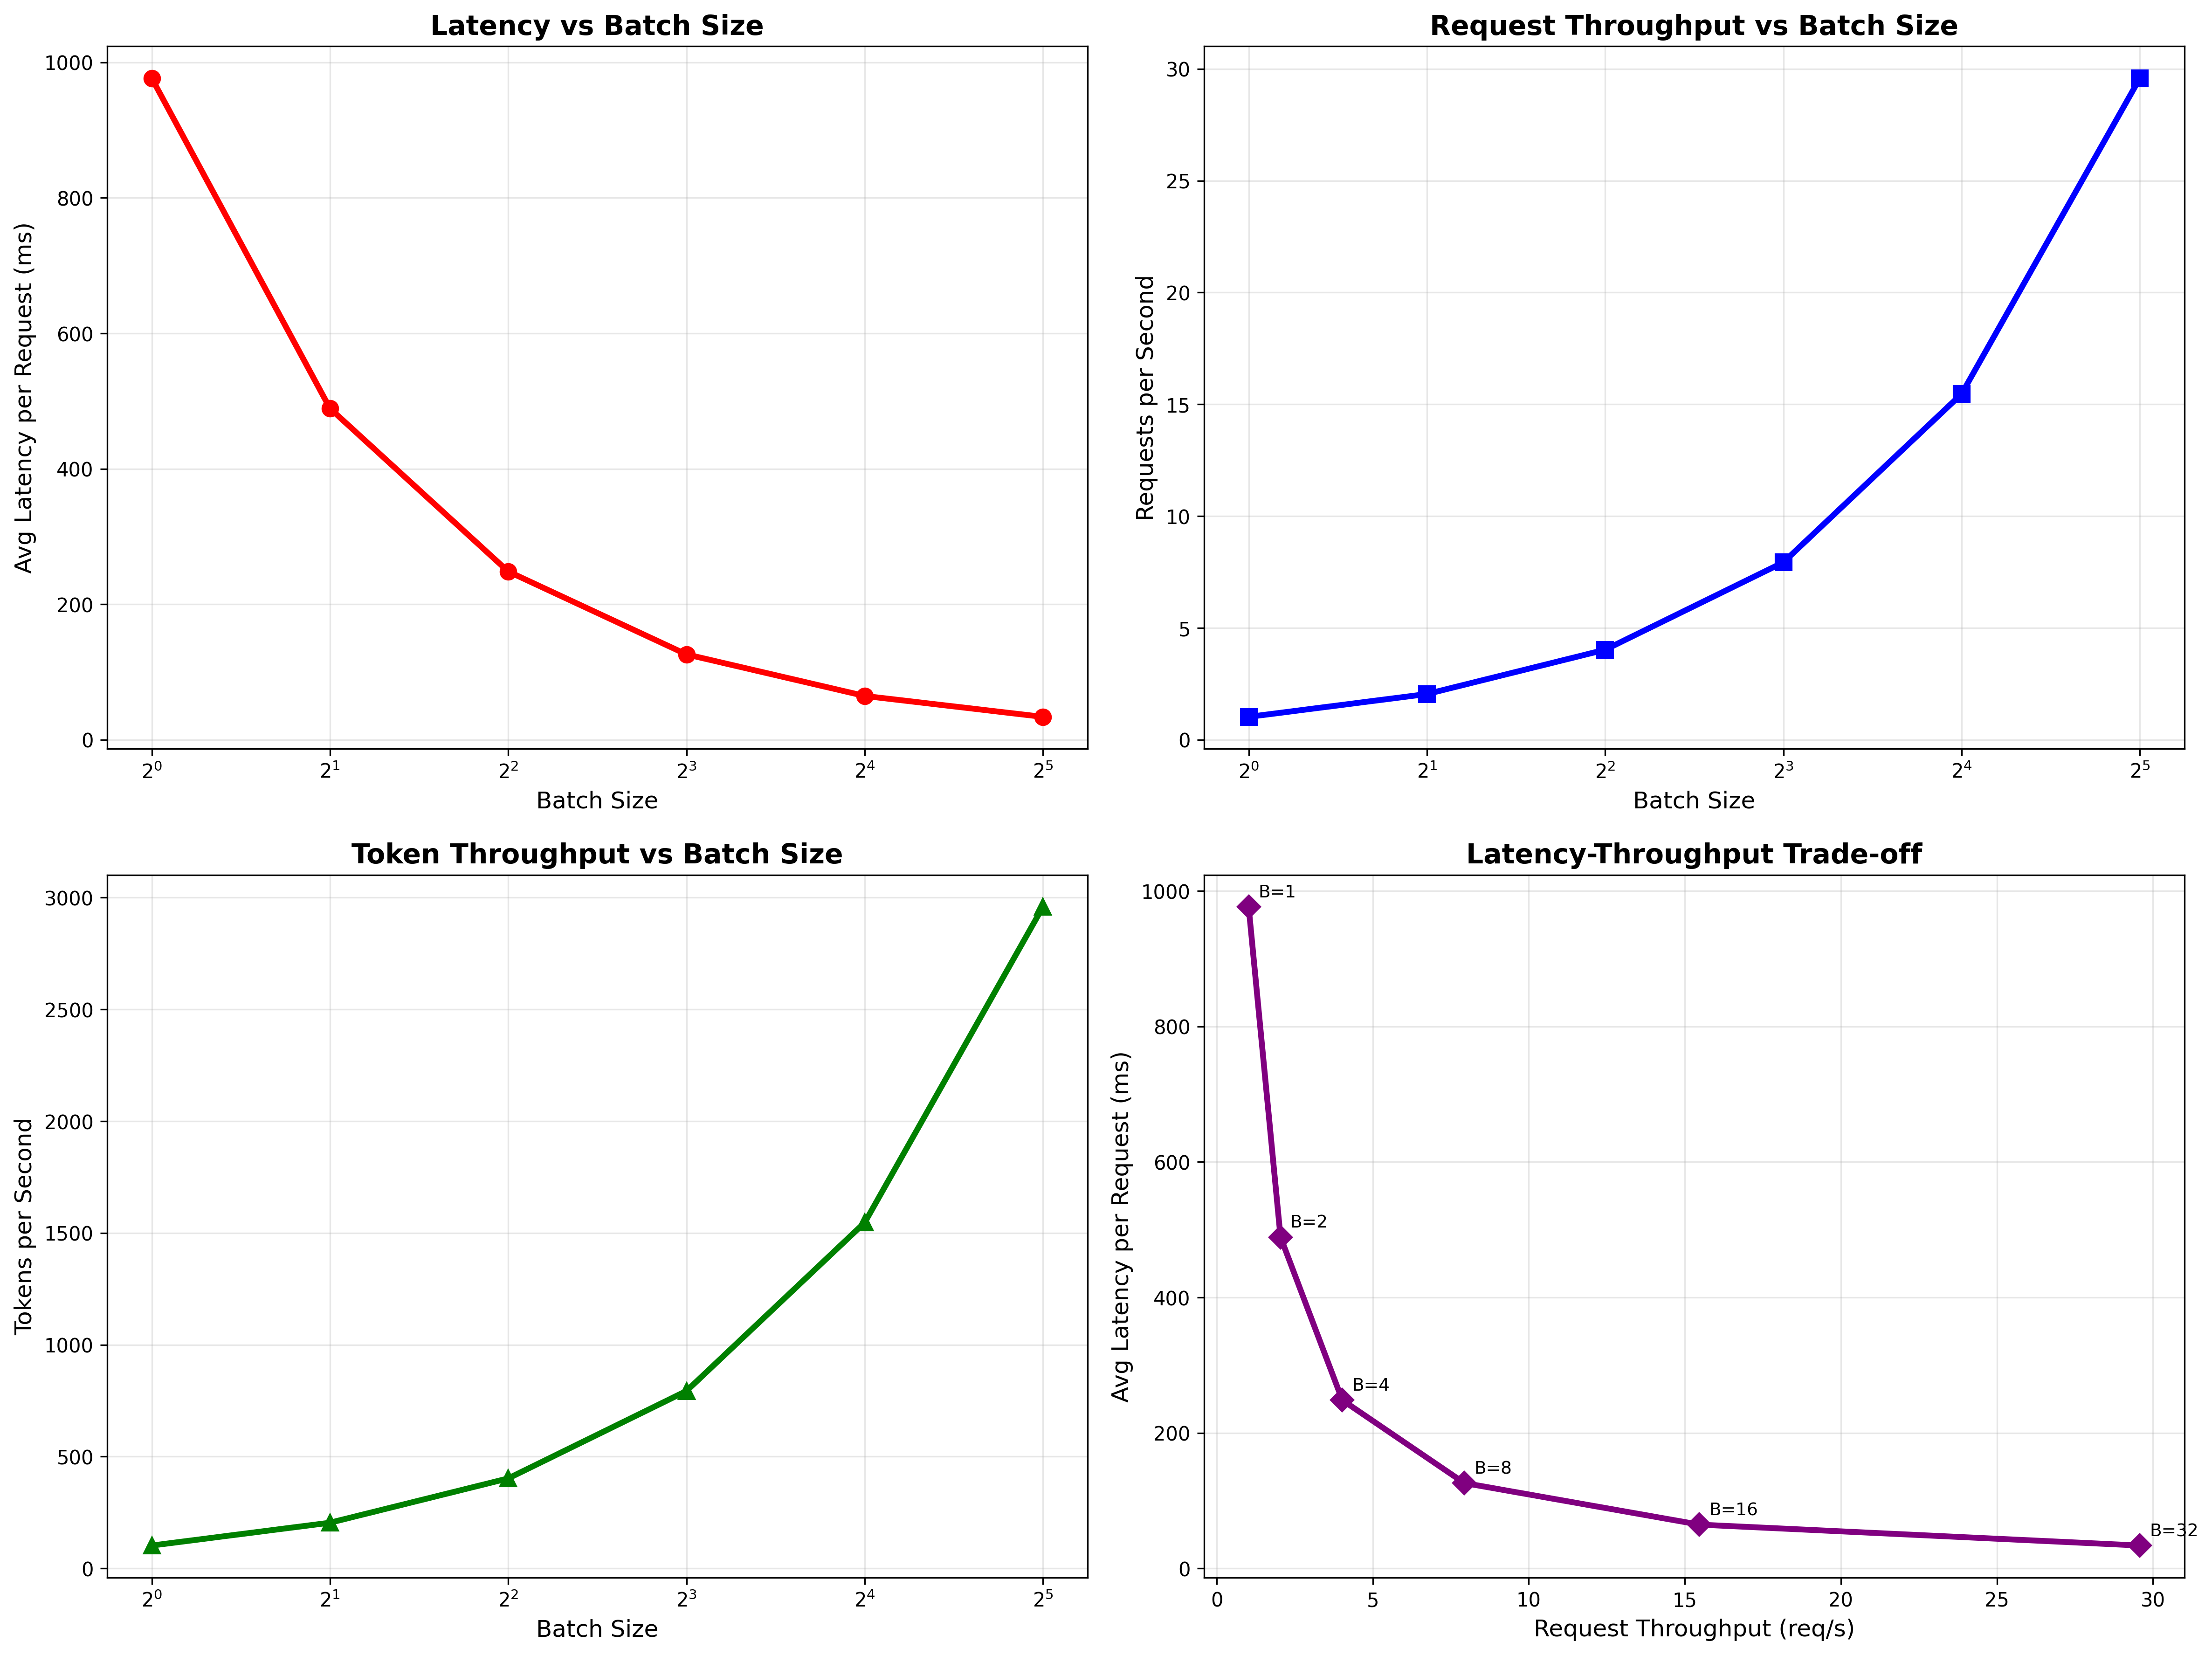 Latency vs Batch Size
Avg Latency per Request (ms)
1000
800
600
400
200
0
2⁰ 2¹ 2² 2³ 2⁴ 2⁵
Batch Size
Request Throughput vs Batch Size
Requests per Second
30
25
20
15
10
5
0
2⁰ 2¹ 2² 2³ 2⁴ 2⁵
Batch Size
Token Throughput vs Batch Size
Tokens per Second
3000
2500
2000
1500
1000
500
0
2⁰ 2¹ 2² 2³ 2⁴ 2⁵
Batch Size
Latency-Throughput Trade-off
Avg Latency per Request (ms)
1000
800
600
400
200
0
B=1
B=2
B=4
B=8
B=16
B=32
0 5 10 15 20 25 30
Request Throughput (req/s)